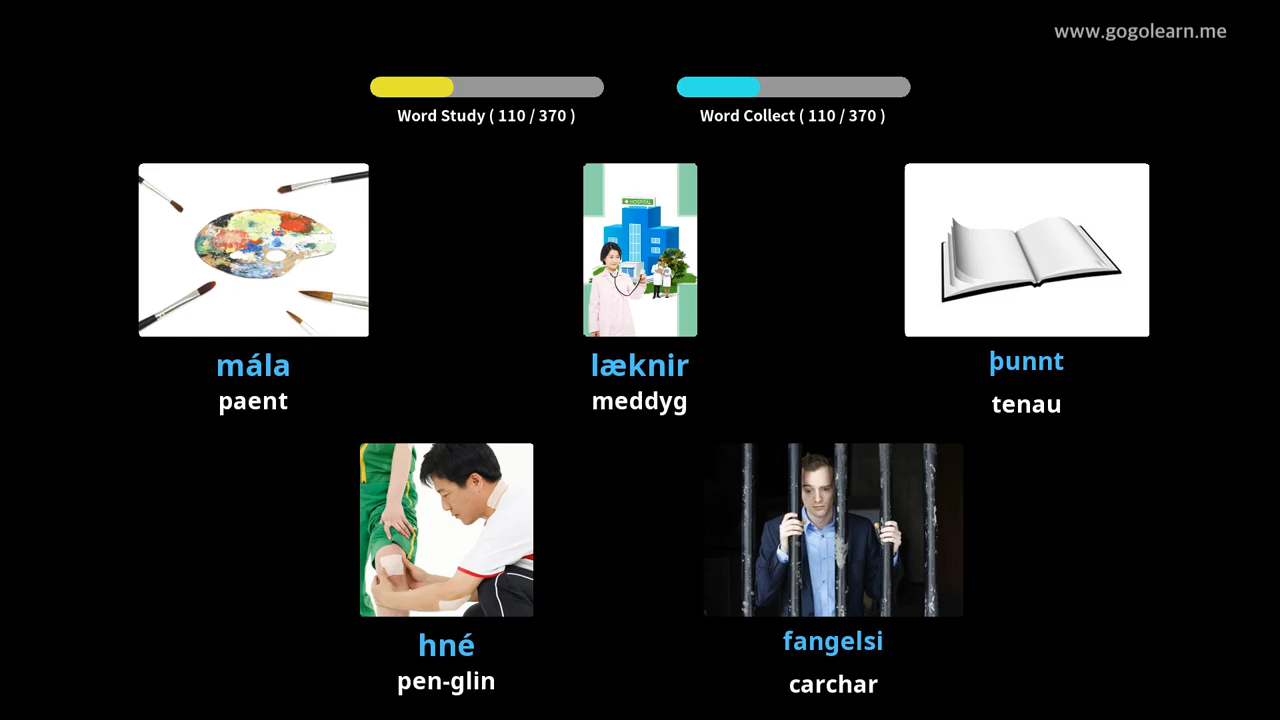 www.gogolearn.me
Word Study ( 110 / 370 )
Word Collect ( 110 / 370 )
HOSPITAL
mála
paent
læknir
meddyg
þunnt
tenau
hné
pen-glin
fangelsi
carchar